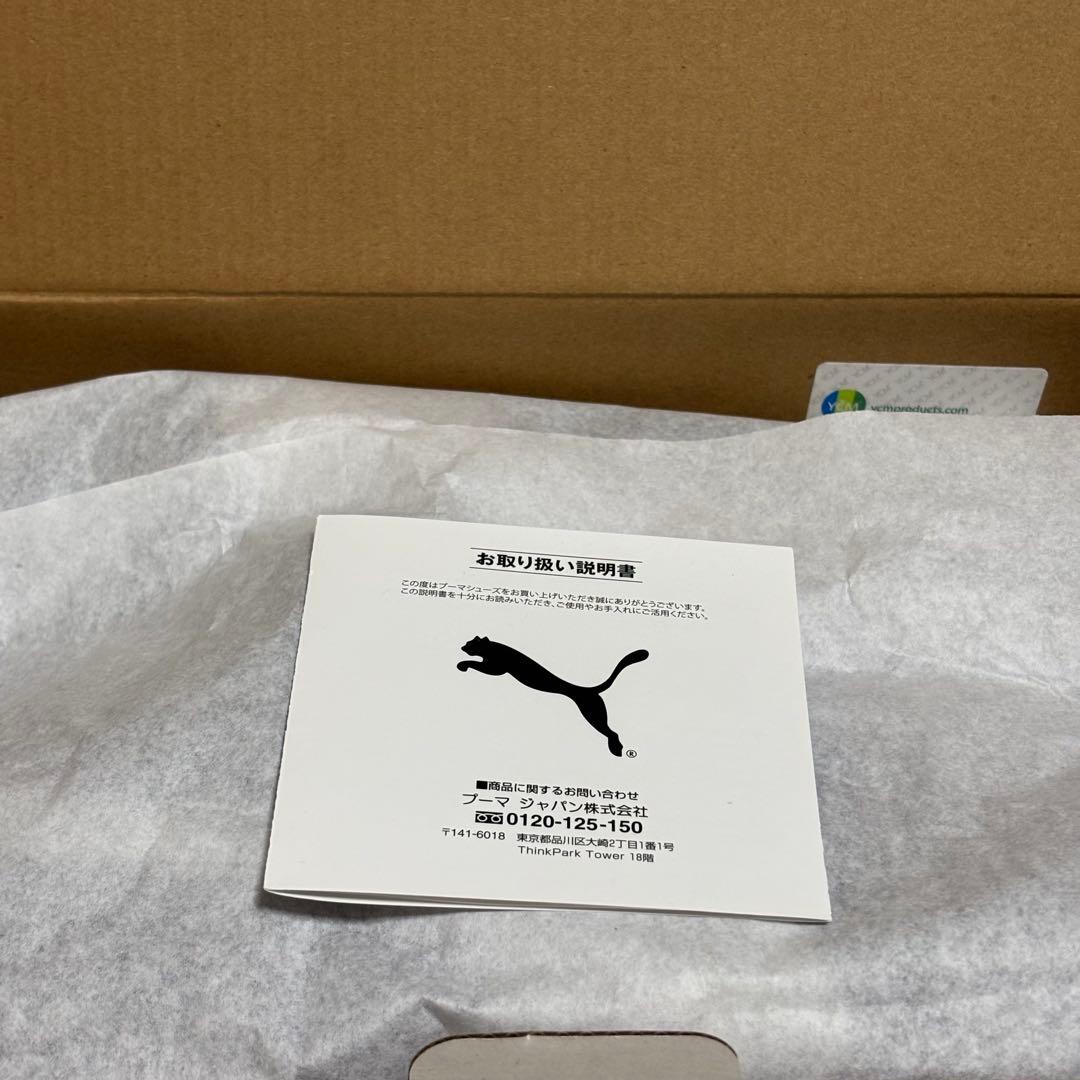 YCM
ycmproducts.com
お取り扱い説明書
この度はプーマシューズをお買い上げいただき誠にありがとうございます。
この説明書を十分にお読みいただき、ご使用やお手入れにご活用ください。
®
■商品に関するお問い合わせ
プーマ ジャパン株式会社
0120-125-150
〒141-6018 東京都品川区大崎2丁目1番1号
ThinkPark Tower 18階